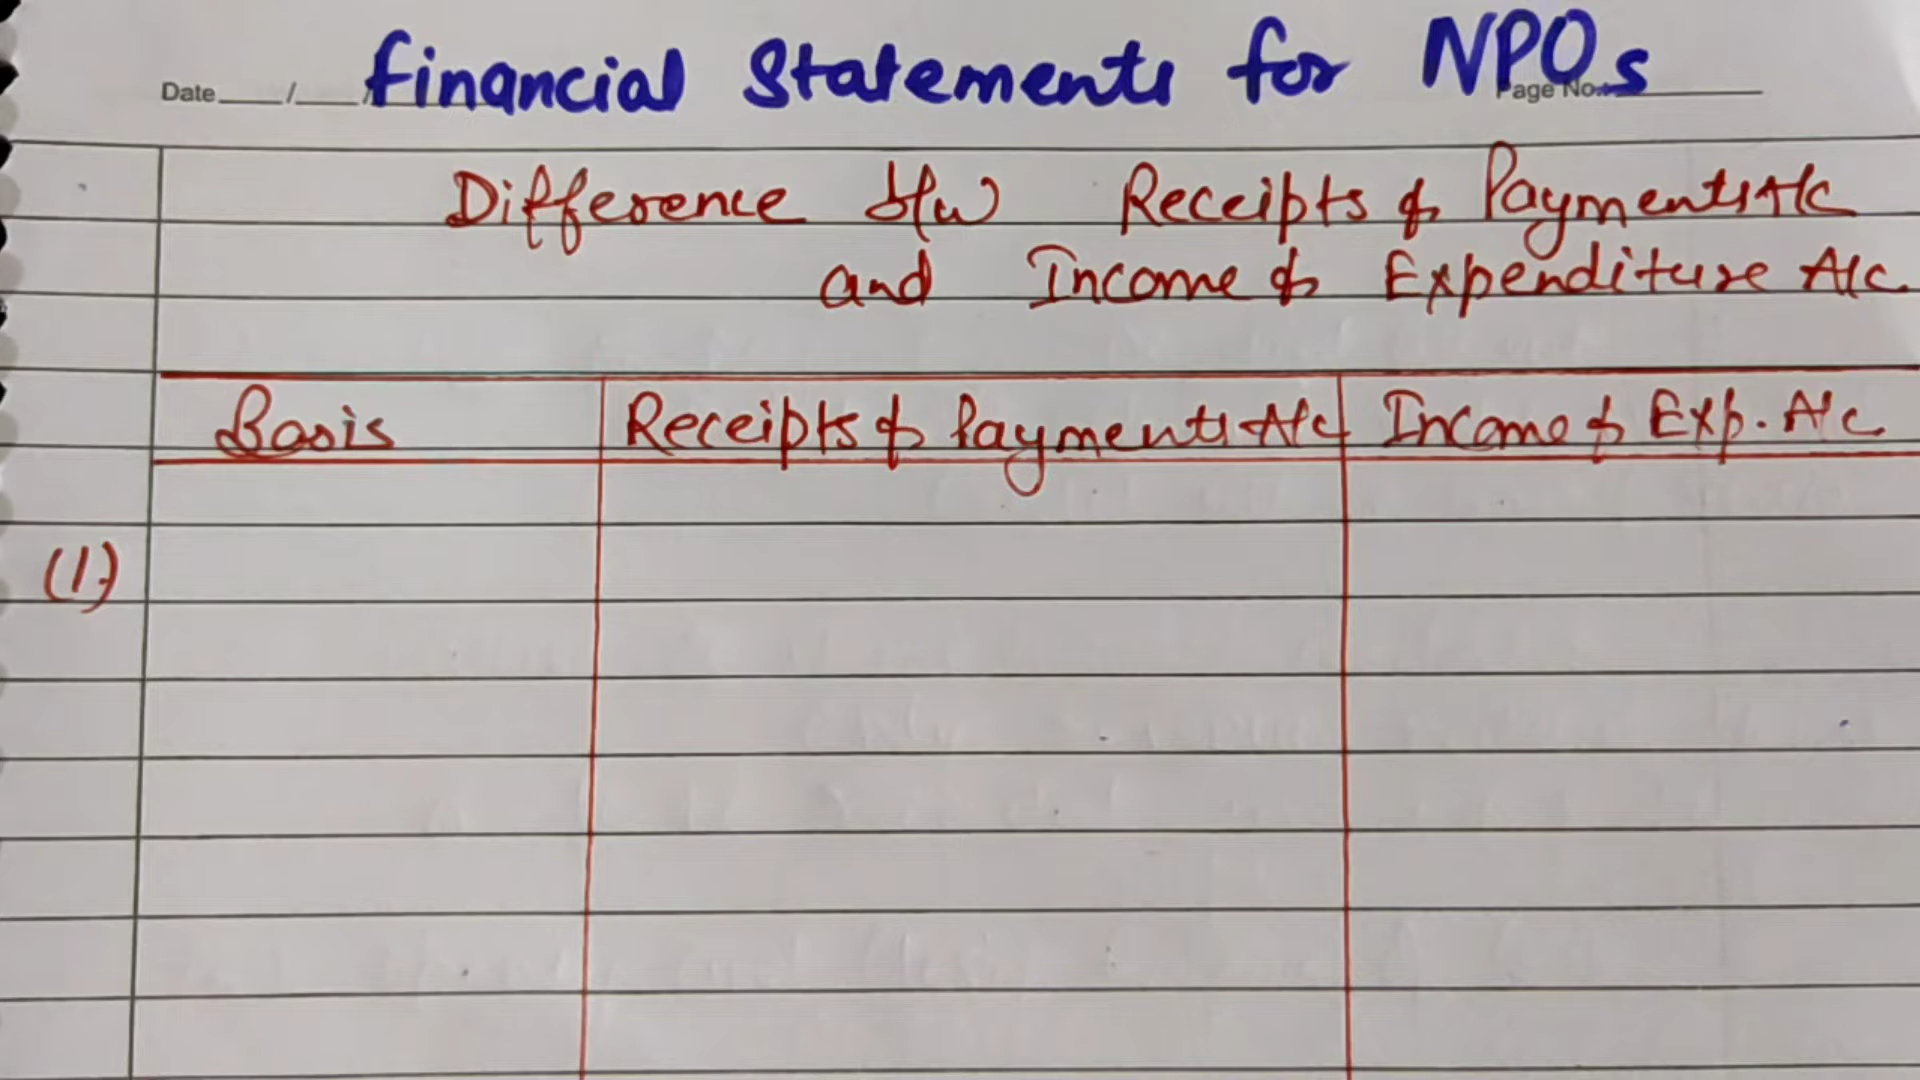 Financial Statements for NPOs
Date ___/___/ Page No.
Difference b/w Receipts & Payments A/c
and Income & Expenditure A/c.
Basis Receipts & Payments A/c Income & Exp. A/c
(1)